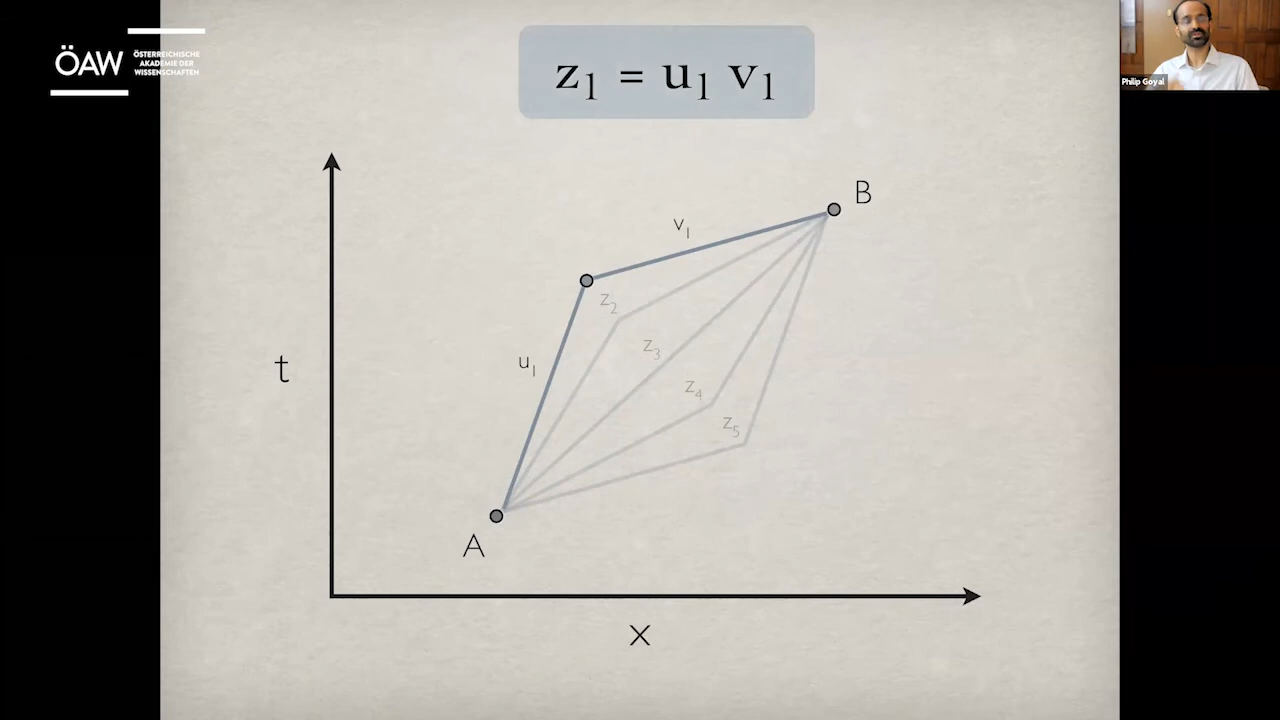 ÖAW
ÖSTERREICHISCHE
AKADEMIE DER
WISSENSCHAFTEN
z₁ = u₁ v₁
Philip Goyal
B
v₁
z₂
z₃
u₁
t
z₄
z₅
A
x